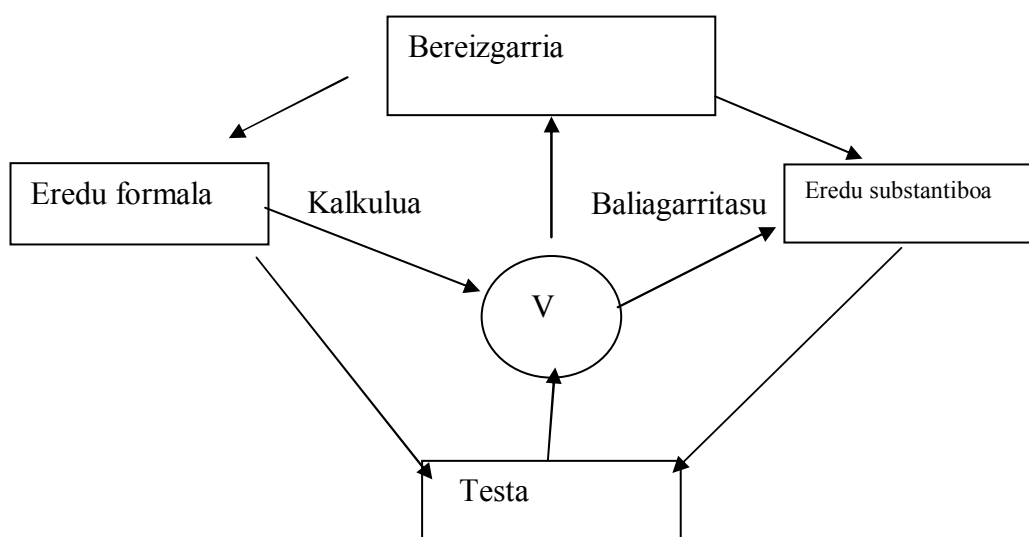 Bereizgarria
Eredu formala
Kalkulua
Baliagarritasu
Eredu substantiboa
V
Testa